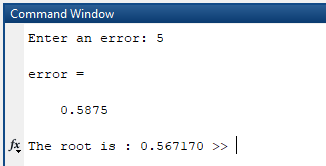 Command Window
Enter an error: 5
error =
0.5875
fx The root is : 0.567170 >>